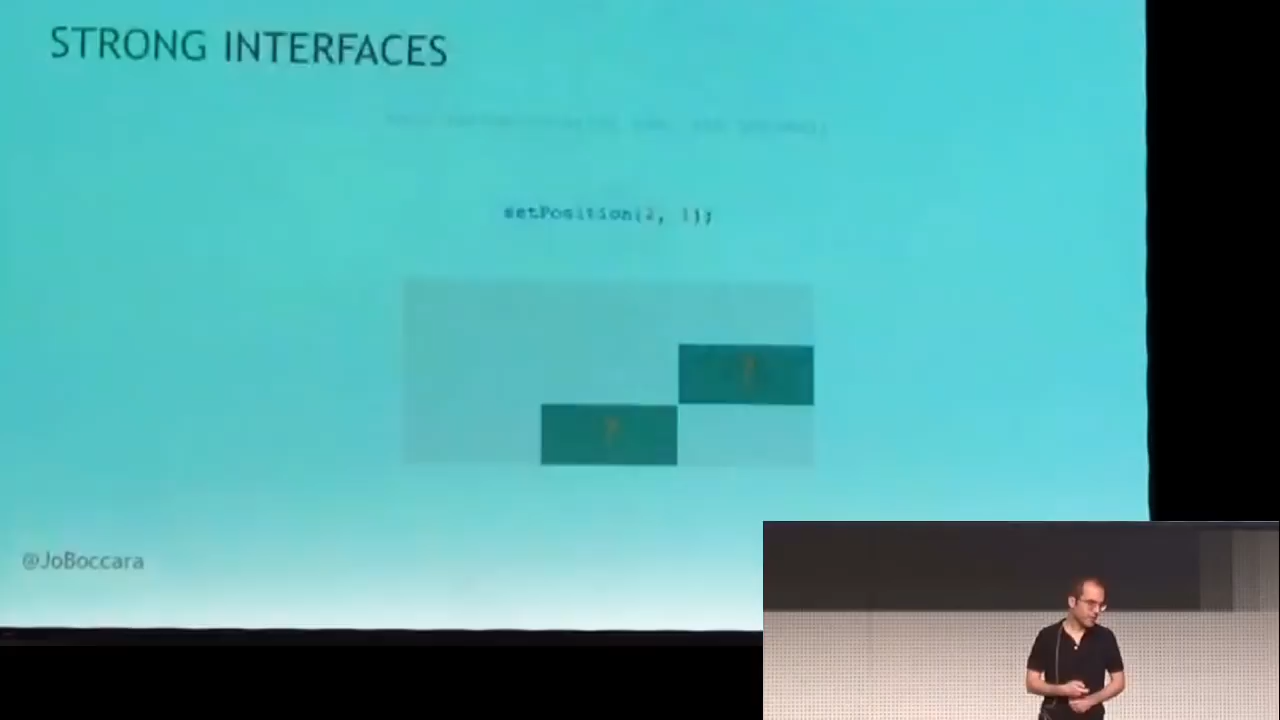 STRONG INTERFACES
setPosition(2, 1);
?
?
@JoBoccara